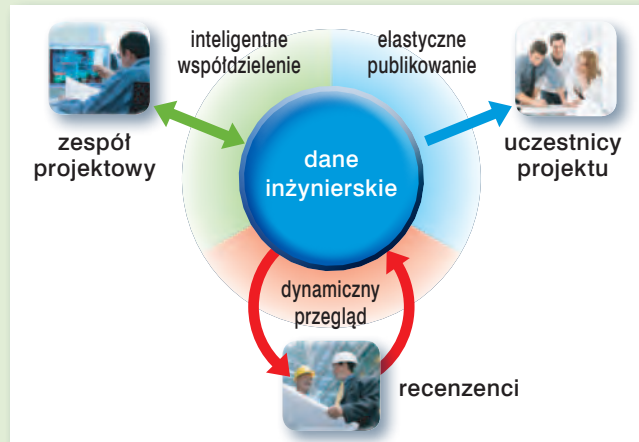 inteligentne
współdzielenie
elastyczne
publikowanie
zespół
projektowy
dane
inżynierskie
uczestnicy
projektu
dynamiczny
przegląd
recenzenci